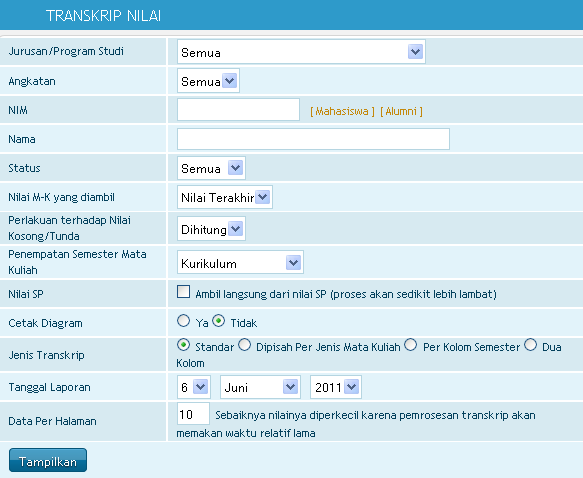 TRANSKRIP NILAI
Jurusan/Program Studi Semua
Angkatan Semua
NIM [ Mahasiswa ] [ Alumni ]
Nama
Status Semua
Nilai M-K yang diambil Nilai Terakhir
Perlakuan terhadap Nilai
Kosong/Tunda Dihitung
Penempatan Semester Mata
Kuliah Kurikulum
Nilai SP Ambil langsung dari nilai SP (proses akan sedikit lebih lambat)
Cetak Diagram Ya Tidak
Jenis Transkrip Standar Dipisah Per Jenis Mata Kuliah Per Kolom Semester Dua
Kolom
Tanggal Laporan 6 Juni 2011
Data Per Halaman 10 Sebaiknya nilainya diperkecil karena pemrosesan transkrip akan
memakan waktu relatif lama
Tampilkan